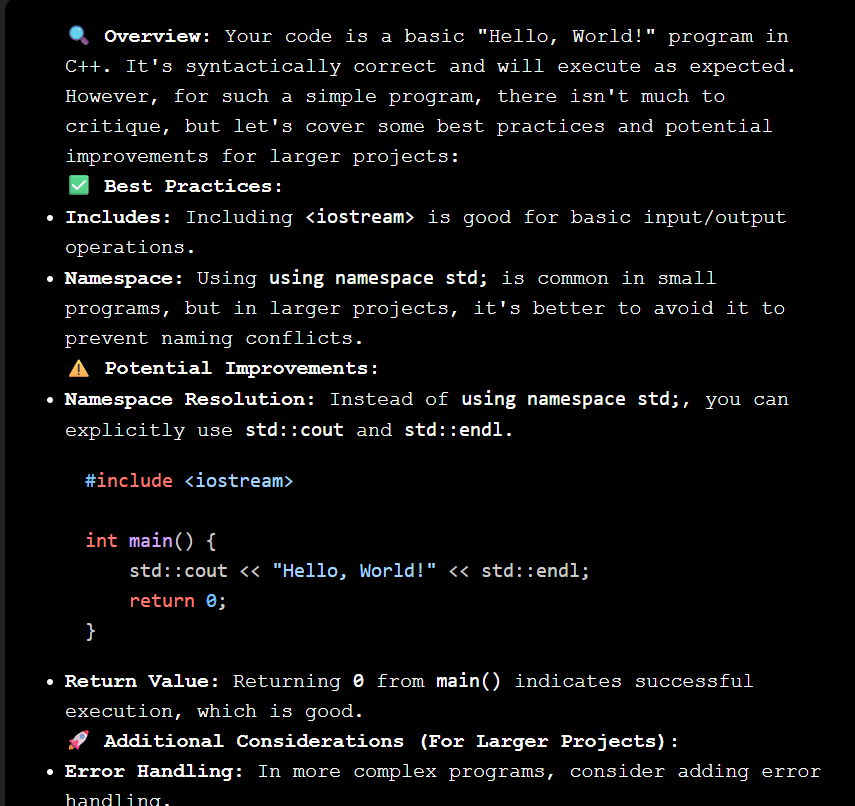 🔍 Overview: Your code is a basic "Hello, World!" program in
C++. It's syntactically correct and will execute as expected.
However, for such a simple program, there isn't much to
critique, but let's cover some best practices and potential
improvements for larger projects:
✅ Best Practices:
• Includes: Including <iostream> is good for basic input/output
operations.
• Namespace: Using using namespace std; is common in small
programs, but in larger projects, it's better to avoid it to
prevent naming conflicts.
⚠️ Potential Improvements:
• Namespace Resolution: Instead of using namespace std;, you can
explicitly use std::cout and std::endl.
#include <iostream>
int main() {
    std::cout << "Hello, World!" << std::endl;
    return 0;
}
• Return Value: Returning 0 from main() indicates successful
execution, which is good.
🚀 Additional Considerations (For Larger Projects):
• Error Handling: In more complex programs, consider adding error
handling.